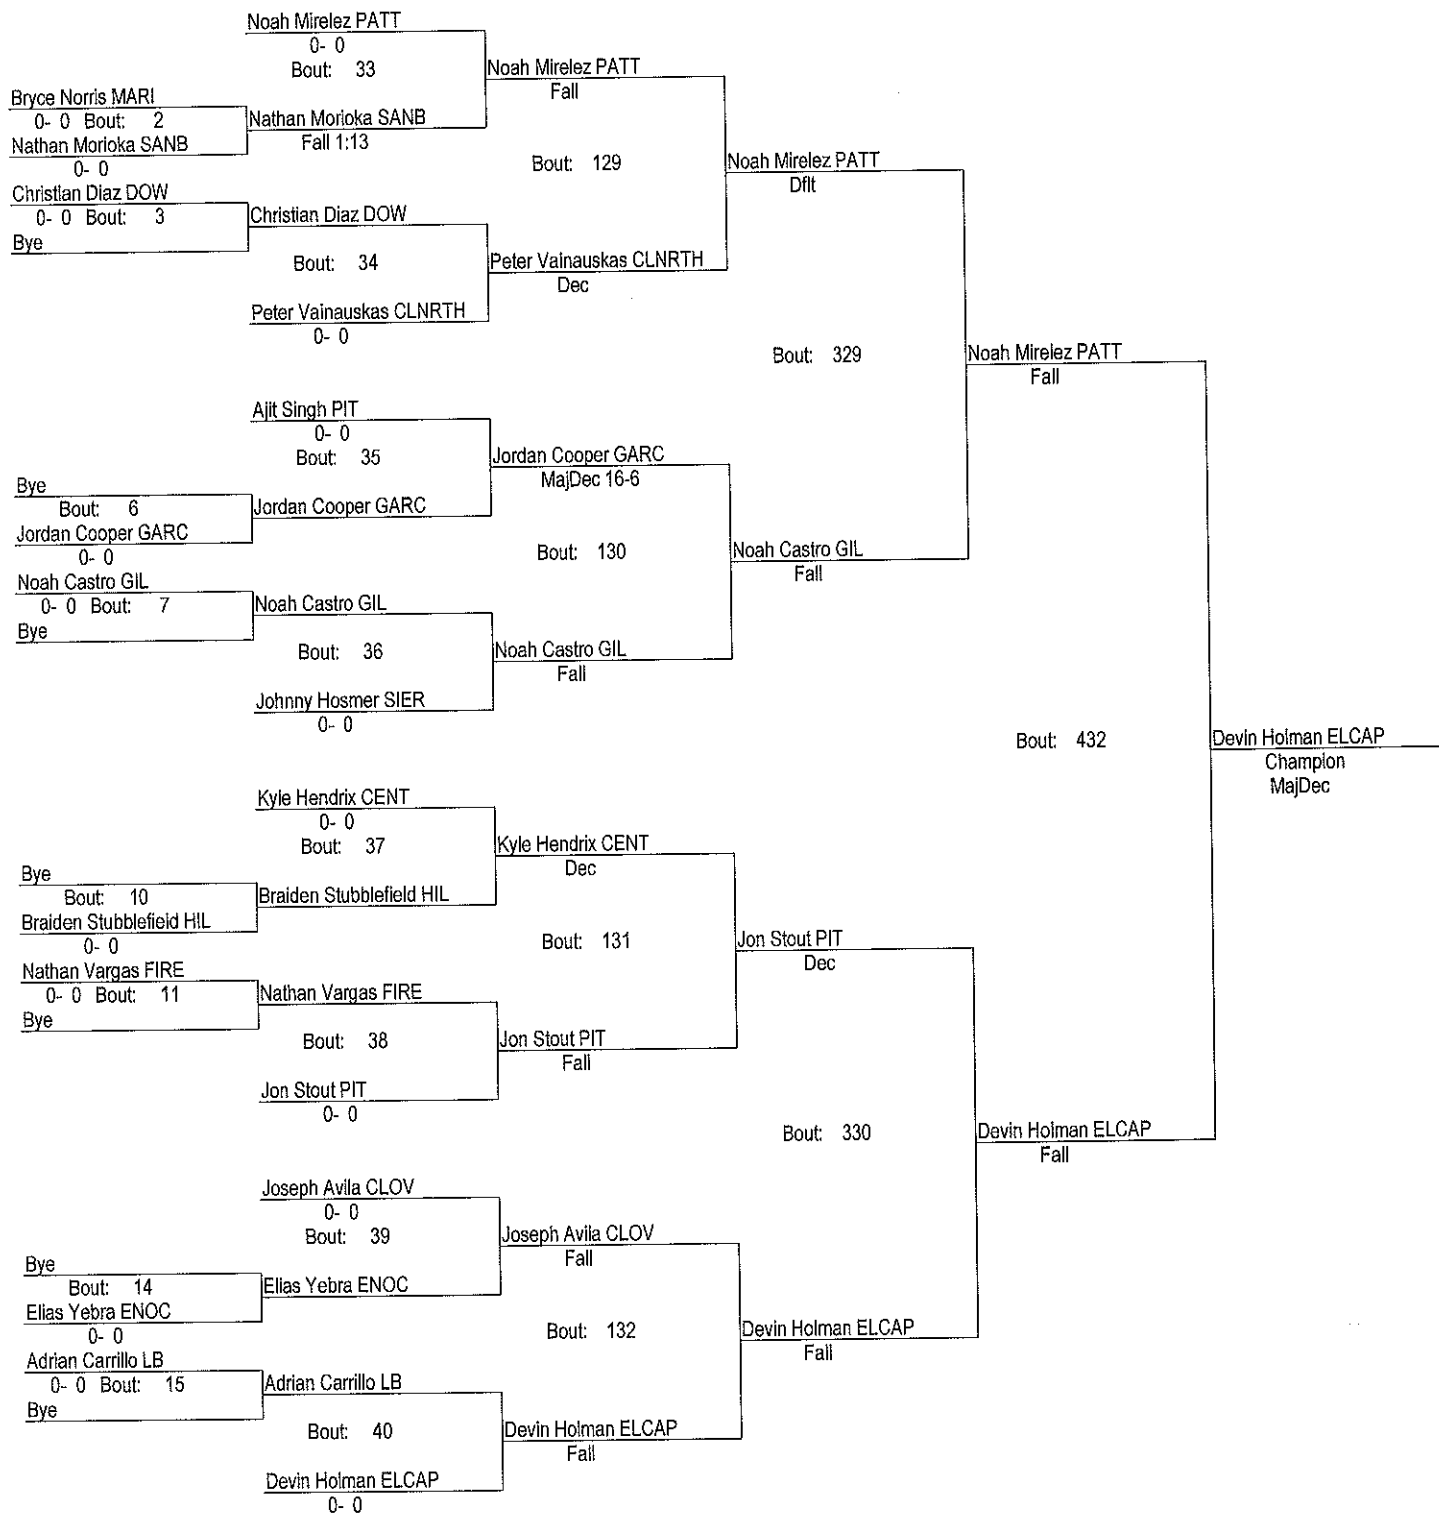 Noah Mirelez PATT
0- 0
Bout: 33
Noah Mirelez PATT
Fall
Bryce Norris MARI
0- 0 Bout: 2
Nathan Morioka SANB
Fall 1:13
Nathan Morioka SANB
0- 0
Bout: 129
Noah Mirelez PATT
Dflt
Christian Diaz DOW
0- 0 Bout: 3
Christian Diaz DOW
Bye
Bout: 34
Peter Vainauskas CLNRTH
Dec
Peter Vainauskas CLNRTH
0- 0
Bout: 329
Noah Mirelez PATT
Fall
Ajit Singh PIT
0- 0
Bout: 35
Jordan Cooper GARC
MajDec 16-6
Bye
Bout: 6
Jordan Cooper GARC
Jordan Cooper GARC
0- 0
Bout: 130
Noah Castro GIL
Fall
Noah Castro GIL
0- 0 Bout: 7
Noah Castro GIL
Bye
Bout: 36
Noah Castro GIL
Fall
Johnny Hosmer SIER
0- 0
Bout: 432
Devin Holman ELCAP
Champion
MajDec
Kyle Hendrix CENT
0- 0
Bout: 37
Kyle Hendrix CENT
Dec
Bye
Bout: 10
Braiden Stubblefield HIL
Braiden Stubblefield HIL
0- 0
Bout: 131
Jon Stout PIT
Dec
Nathan Vargas FIRE
0- 0 Bout: 11
Nathan Vargas FIRE
Bye
Bout: 38
Jon Stout PIT
Fall
Jon Stout PIT
0- 0
Bout: 330
Devin Holman ELCAP
Fall
Joseph Avila CLOV
0- 0
Bout: 39
Joseph Avila CLOV
Fall
Bye
Bout: 14
Elias Yebra ENOC
Elias Yebra ENOC
0- 0
Bout: 132
Devin Holman ELCAP
Fall
Adrian Carrillo LB
0- 0 Bout: 15
Adrian Carrillo LB
Bye
Bout: 40
Devin Holman ELCAP
Fall
Devin Holman ELCAP
0- 0